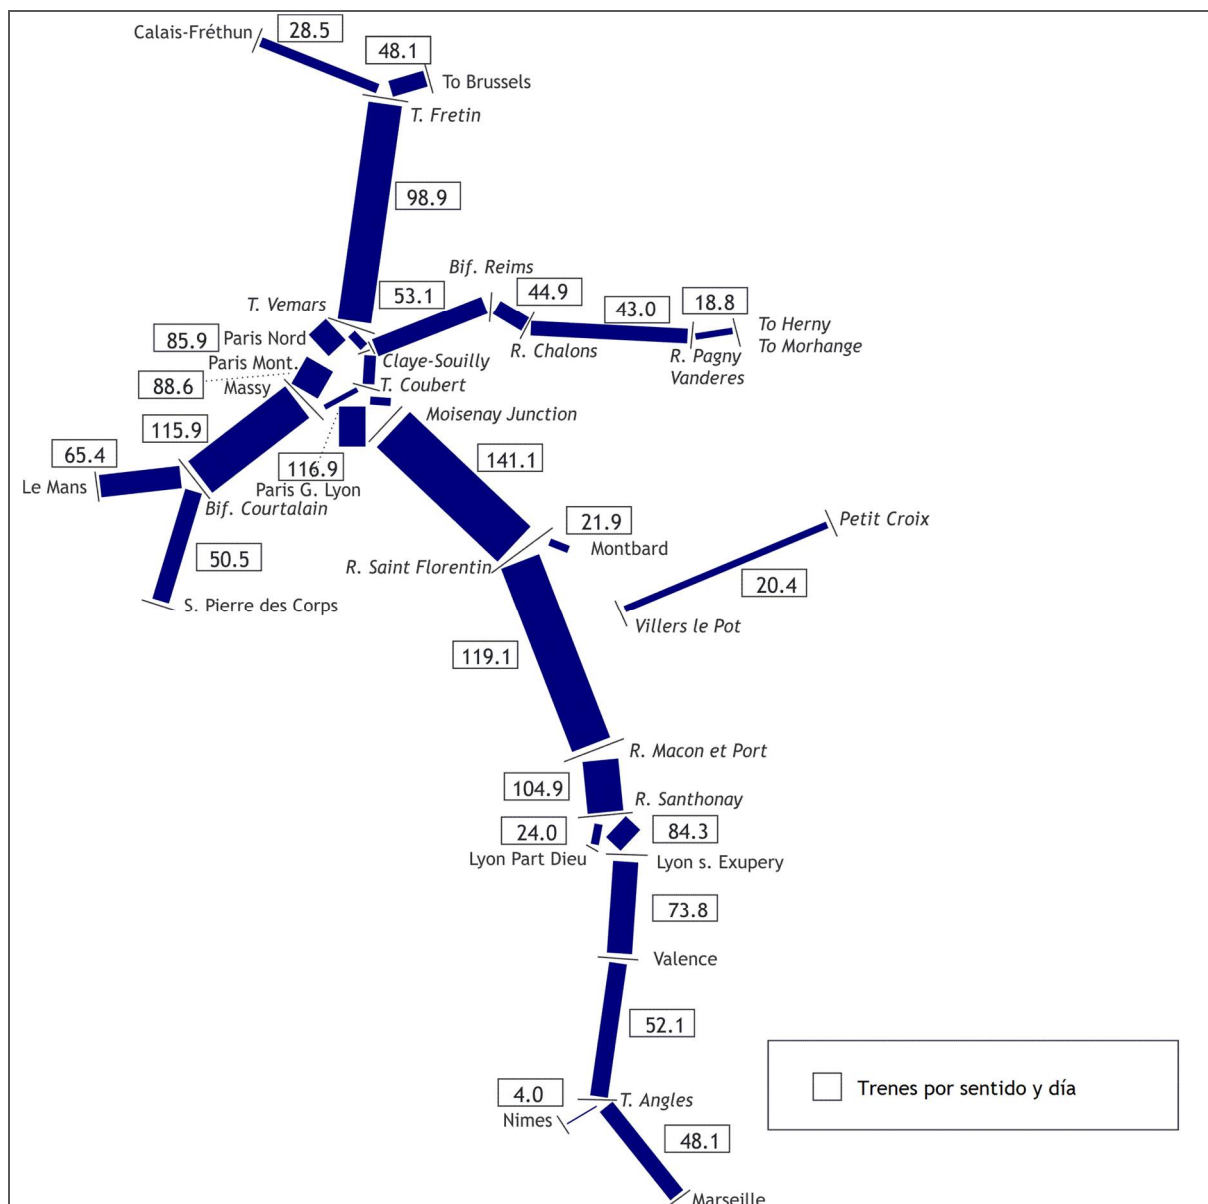 Calais-Fréthun
28.5
48.1
To Brussels
T. Fretin
98.9
Bif. Reims
53.1
44.9
43.0
18.8
T. Vemars
85.9
Paris Nord
To Herny
To Morhange
R. Chalons
R. Pagny
Vanderes
Claye-Souilly
Paris Mont.
Massy
88.6
T. Coubert
Moisenay Junction
115.9
65.4
Le Mans
116.9
Paris G. Lyon
141.1
Bif. Courtalain
50.5
S. Pierre des Corps
21.9
Montbard
R. Saint Florentin
Petit Croix
20.4
Villers le Pot
119.1
R. Macon et Port
104.9
R. Santhonay
24.0
84.3
Lyon Part Dieu
Lyon s. Exupery
73.8
Valence
52.1
4.0
Nimes
T. Angles
48.1
Marseille
Trenes por sentido y día